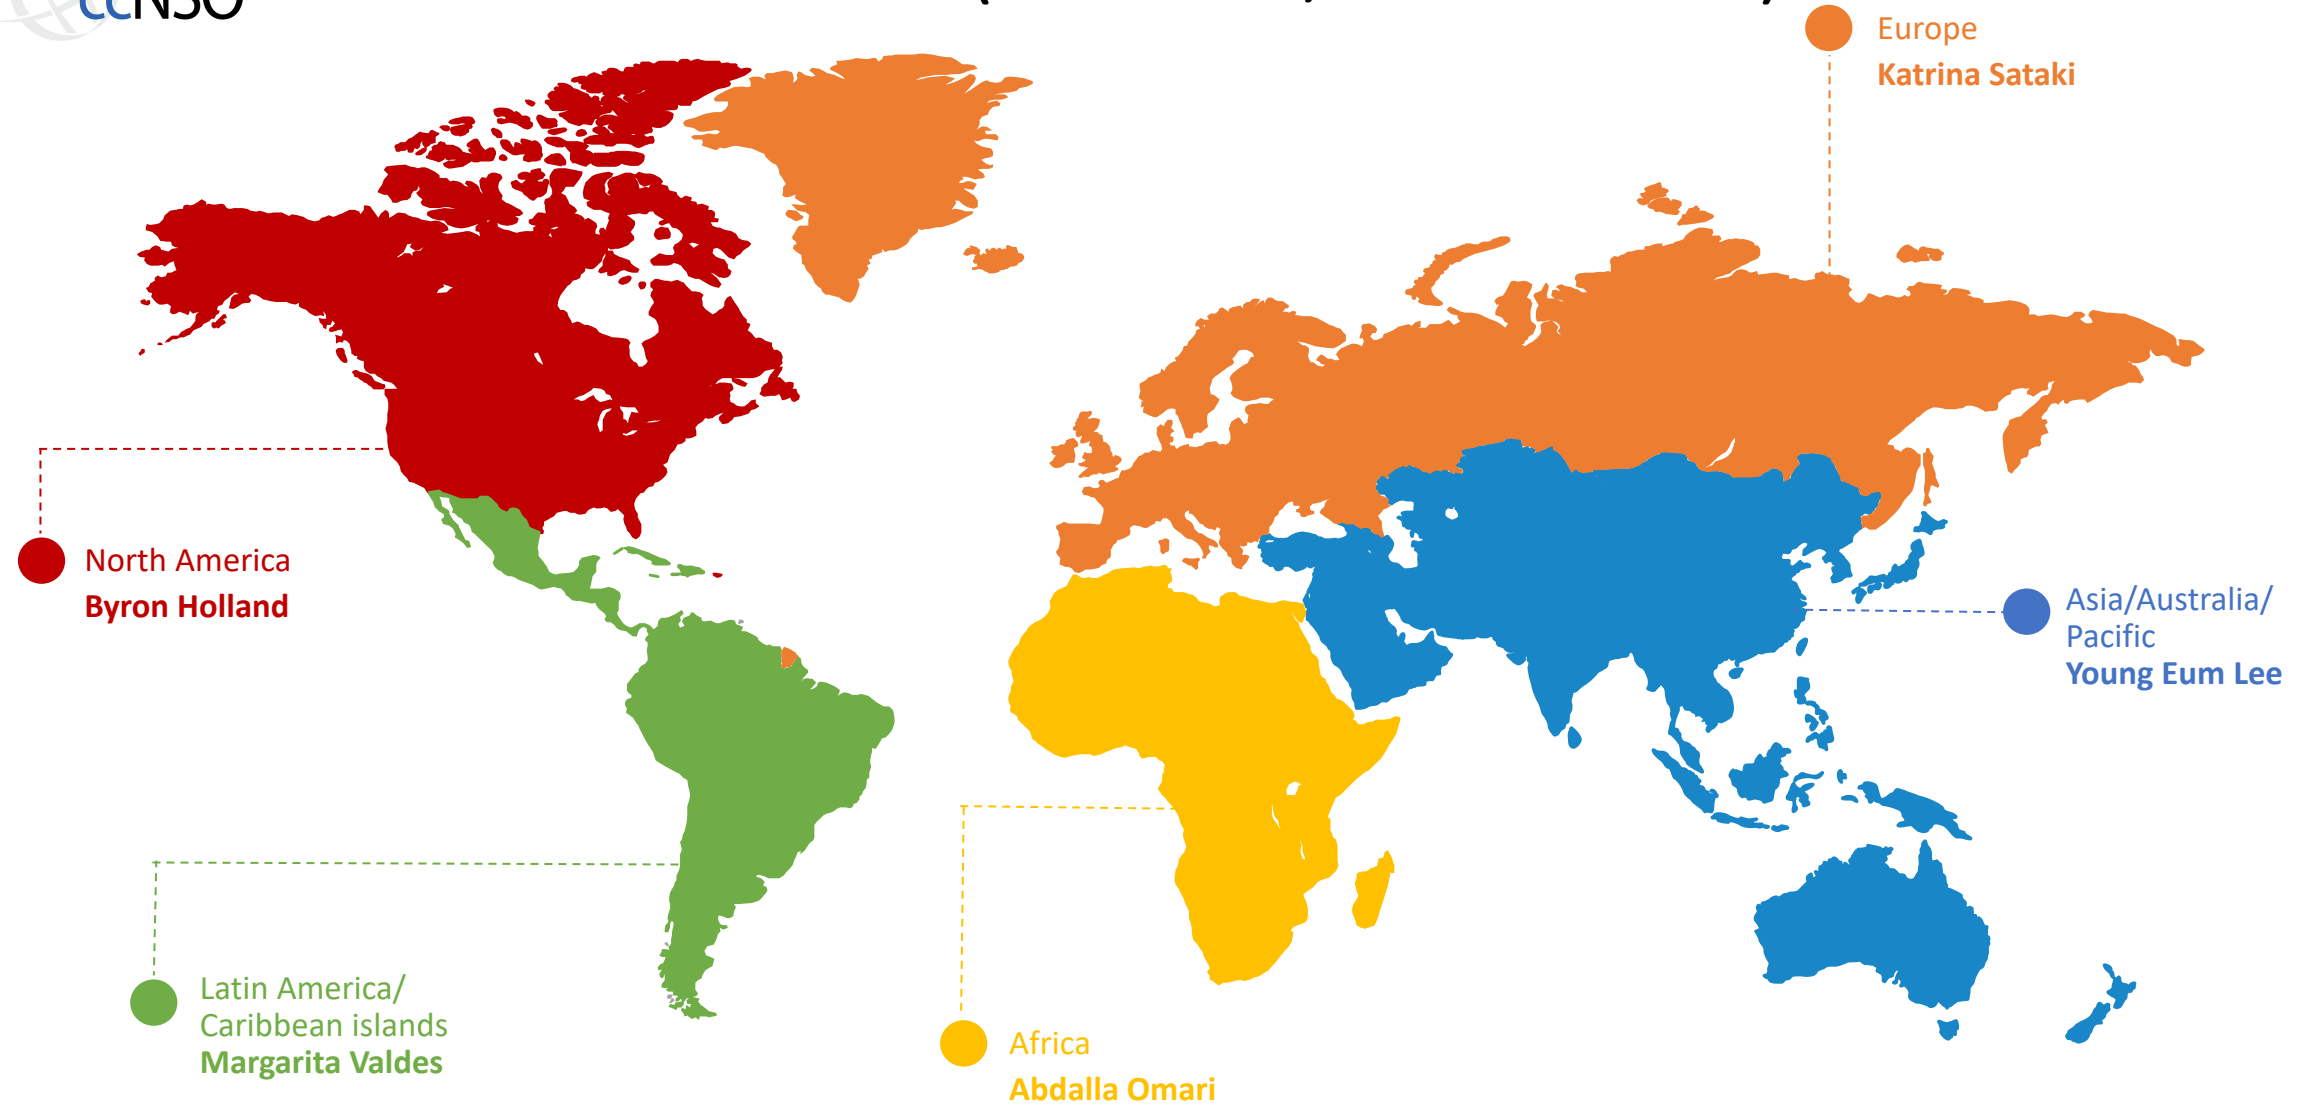 ccNSO
Europe
Katrina Sataki
North America
Byron Holland
Asia/Australia/
Pacific
Young Eum Lee
Latin America/
Caribbean islands
Margarita Valdes
Africa
Abdalla Omari